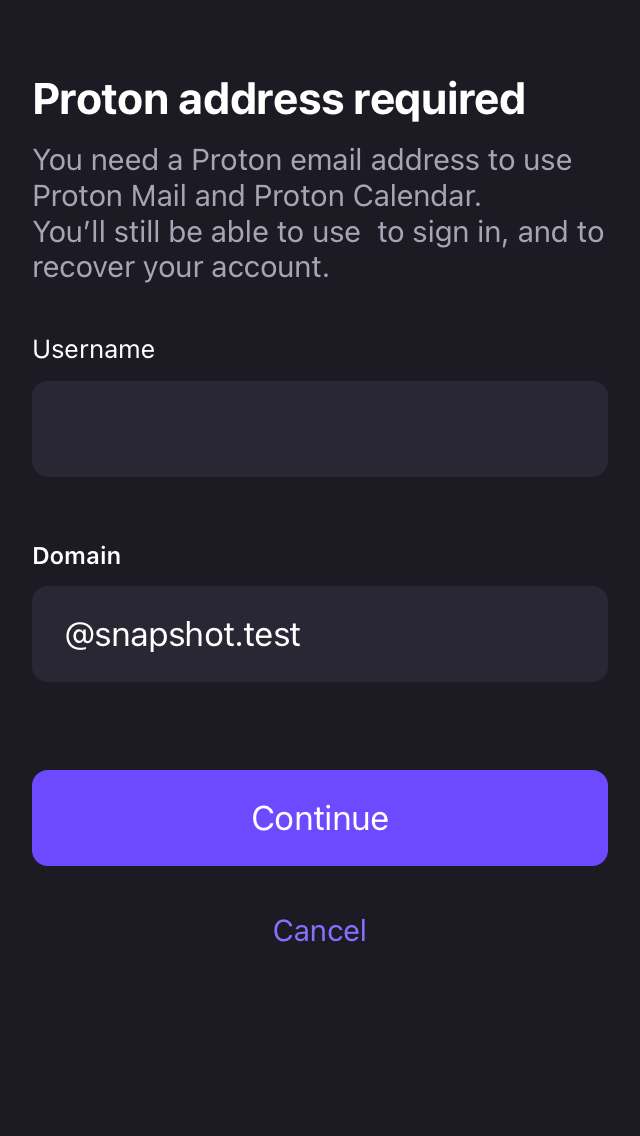 Proton address required
You need a Proton email address to use
Proton Mail and Proton Calendar.
You’ll still be able to use  to sign in, and to
recover your account.
Username
Domain
@snapshot.test
Continue
Cancel